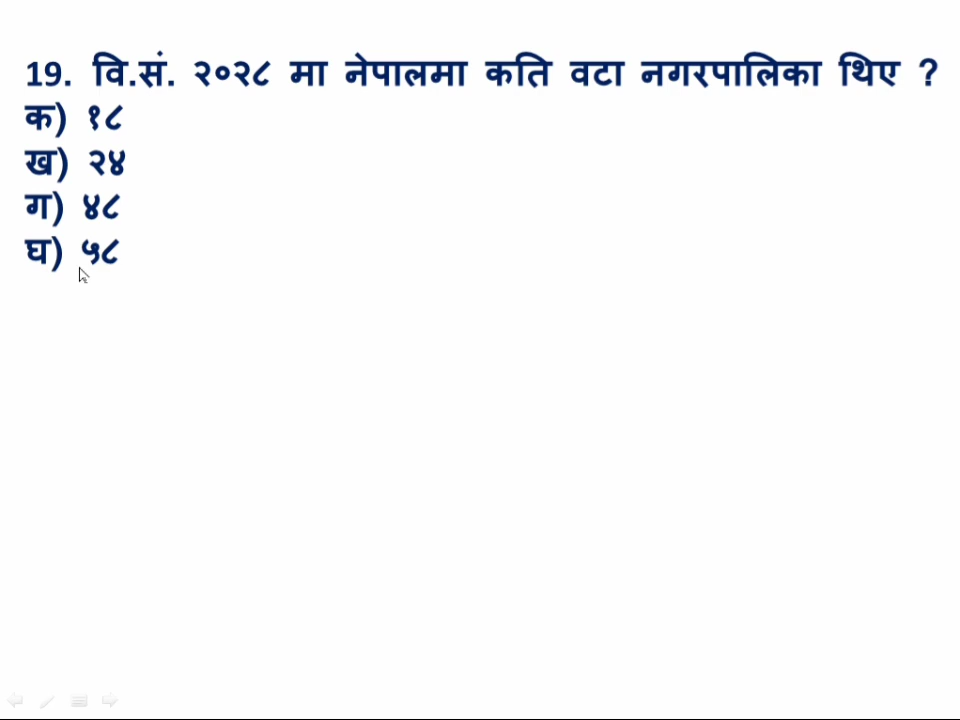 19. वि.सं. २०२८ मा नेपालमा कति वटा नगरपालिका थिए ?
क) १८
ख) २४
ग) ४८
घ) ५८